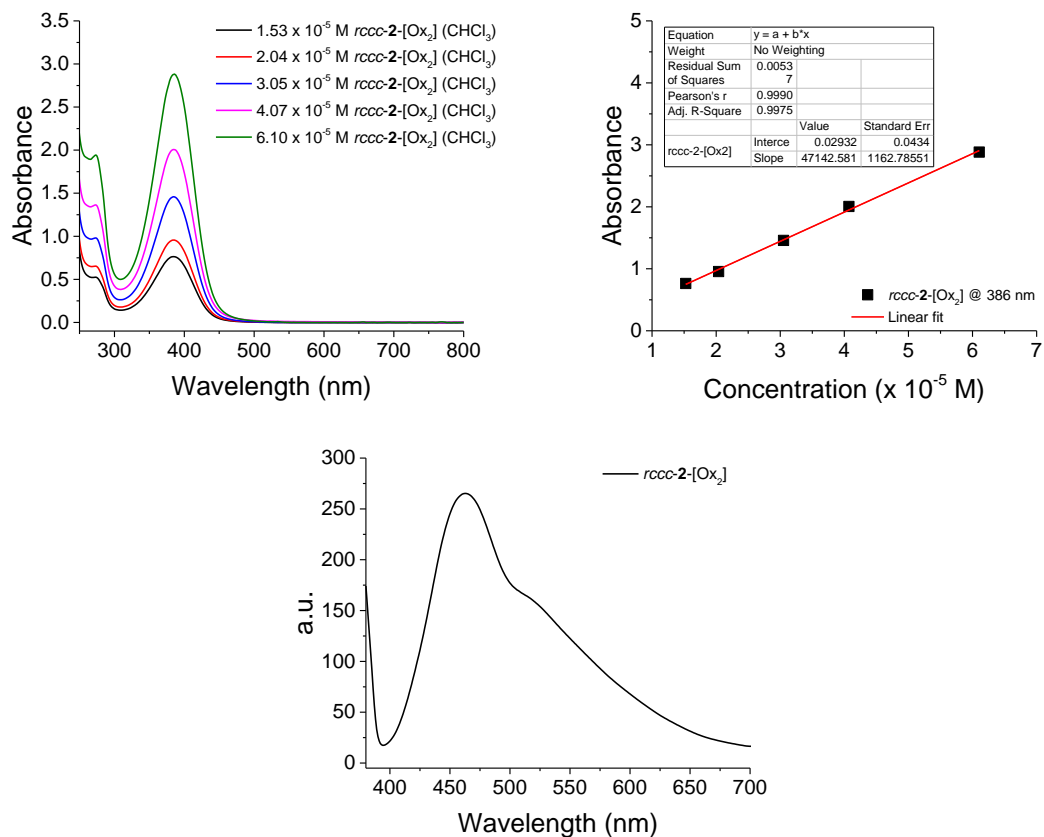 3.5
3.0
2.5
2.0
1.5
1.0
0.5
0.0
Absorbance
300 400 500 600 700 800
Wavelength (nm)
1.53 x 10⁻⁵ M rccc-2-[Ox₂] (CHCl₃)
2.04 x 10⁻⁵ M rccc-2-[Ox₂] (CHCl₃)
3.05 x 10⁻⁵ M rccc-2-[Ox₂] (CHCl₃)
4.07 x 10⁻⁵ M rccc-2-[Ox₂] (CHCl₃)
6.10 x 10⁻⁵ M rccc-2-[Ox₂] (CHCl₃)
5
4
3
2
1
0
Absorbance
1 2 3 4 5 6 7
Concentration (x 10⁻⁵ M)
Equation y = a + b*x
Weight No Weighting
Residual Sum of Squares 0.00537
Pearson's r 0.9990
Adj. R-Square 0.9975
Value Standard Err
rccc-2-[Ox2] Interce 0.02932 0.0434
Slope 47142.581 1162.78551
rccc-2-[Ox₂] @ 386 nm
Linear fit
300
250
200
150
100
50
0
a.u.
400 450 500 550 600 650 700
Wavelength (nm)
rccc-2-[Ox₂]